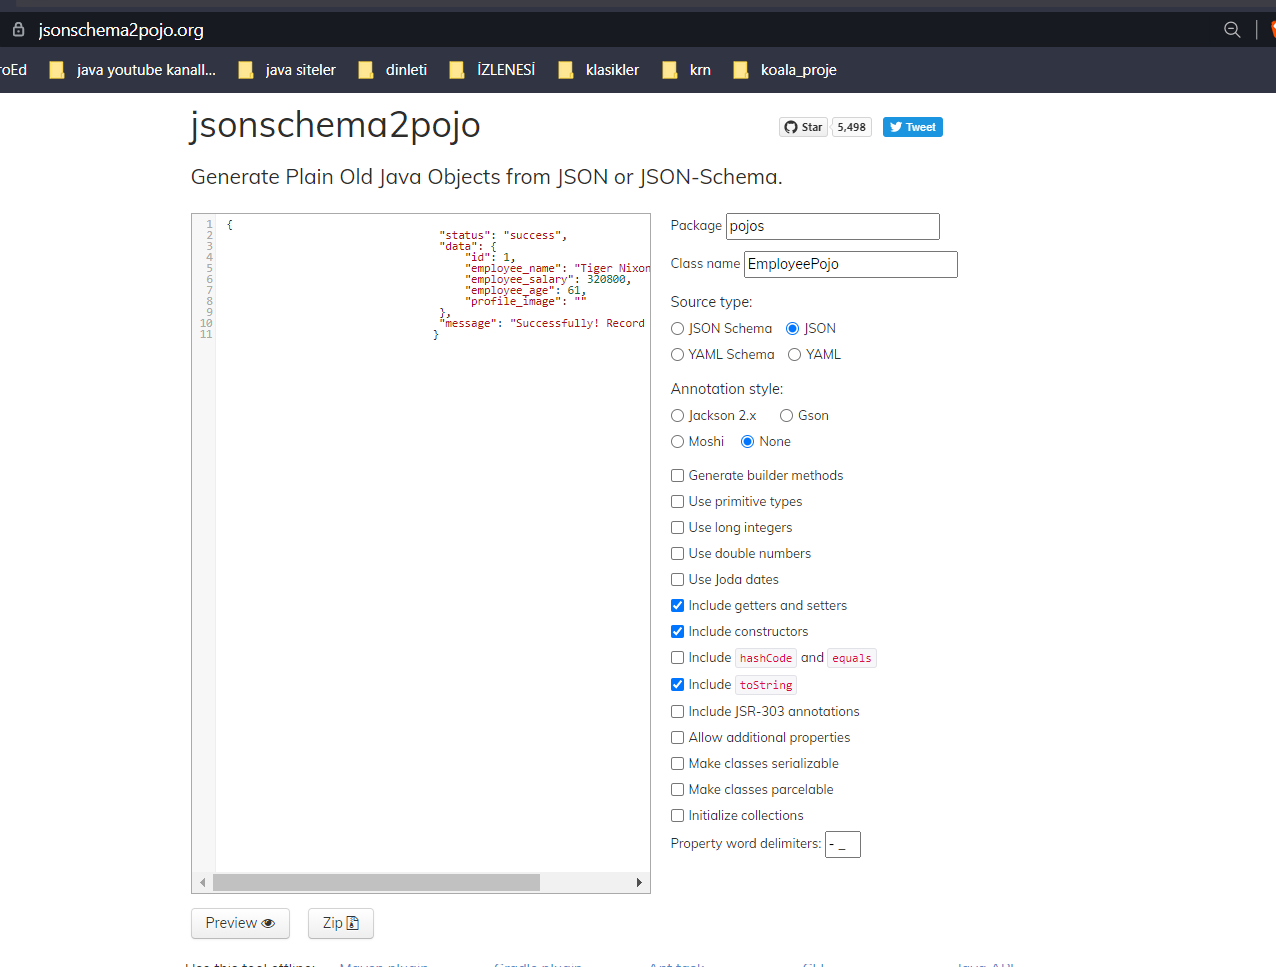 jsonschema2pojo.org
roEd java youtube kanall... java siteler dinleti İZLENESİ klasikler krn koala_proje
jsonschema2pojo
Star 5,498 Tweet
Generate Plain Old Java Objects from JSON or JSON-Schema.
1 {
2 "status": "success",
3 "data": {
4 "id": 1,
5 "employee_name": "Tiger Nixon
6 "employee_salary": 320800,
7 "employee_age": 61,
8 "profile_image": ""
9 },
10 "message": "Successfully! Record
11 }
Package pojos
Class name EmployeePojo
Source type:
JSON Schema JSON
YAML Schema YAML
Annotation style:
Jackson 2.x Gson
Moshi None
Generate builder methods
Use primitive types
Use long integers
Use double numbers
Use Joda dates
Include getters and setters
Include constructors
Include hashCode and equals
Include toString
Include JSR-303 annotations
Allow additional properties
Make classes serializable
Make classes parcelable
Initialize collections
Property word delimiters: - _
Preview Zip